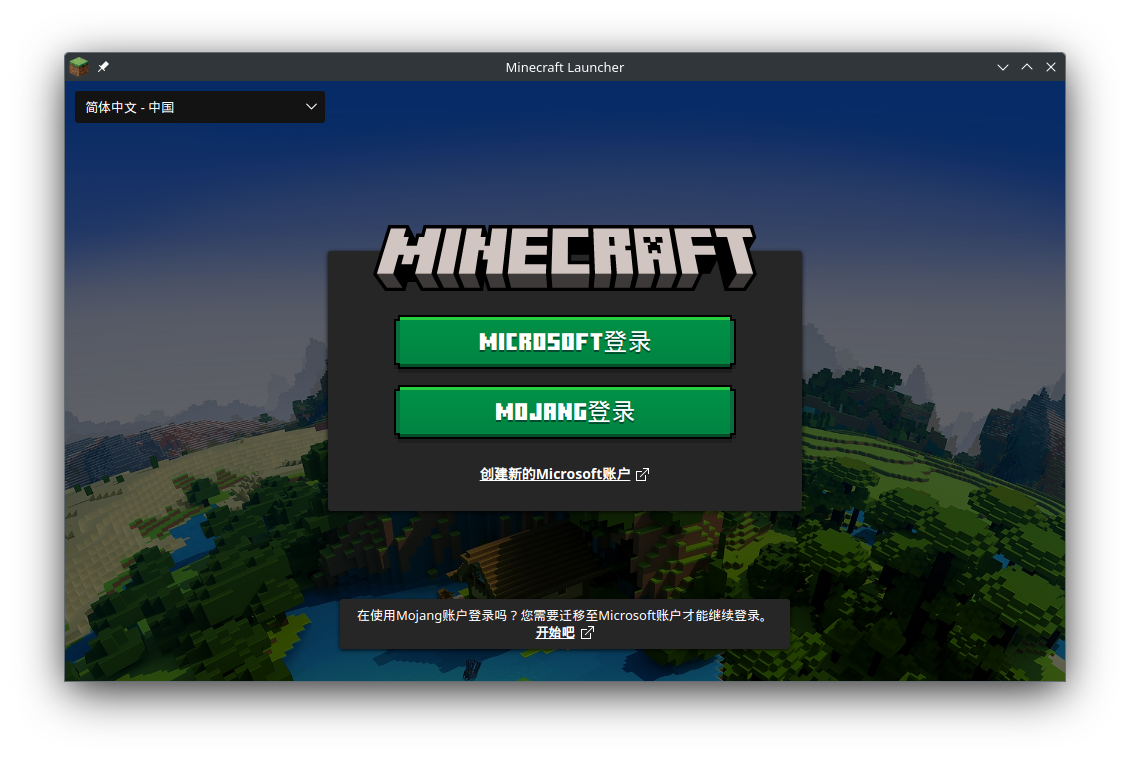 Minecraft Launcher
简体中文 - 中国
MINECRAFT
MICROSOFT登录
MOJANG登录
创建新的Microsoft账户
在使用Mojang账户登录吗？您需要迁移至Microsoft账户才能继续登录。
开始吧